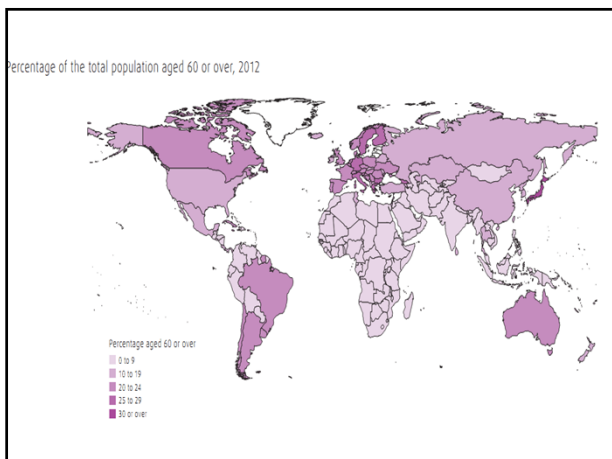 Percentage of the total population aged 60 or over, 2012
Percentage aged 60 or over
0 to 9
10 to 19
20 to 24
25 to 29
30 or over